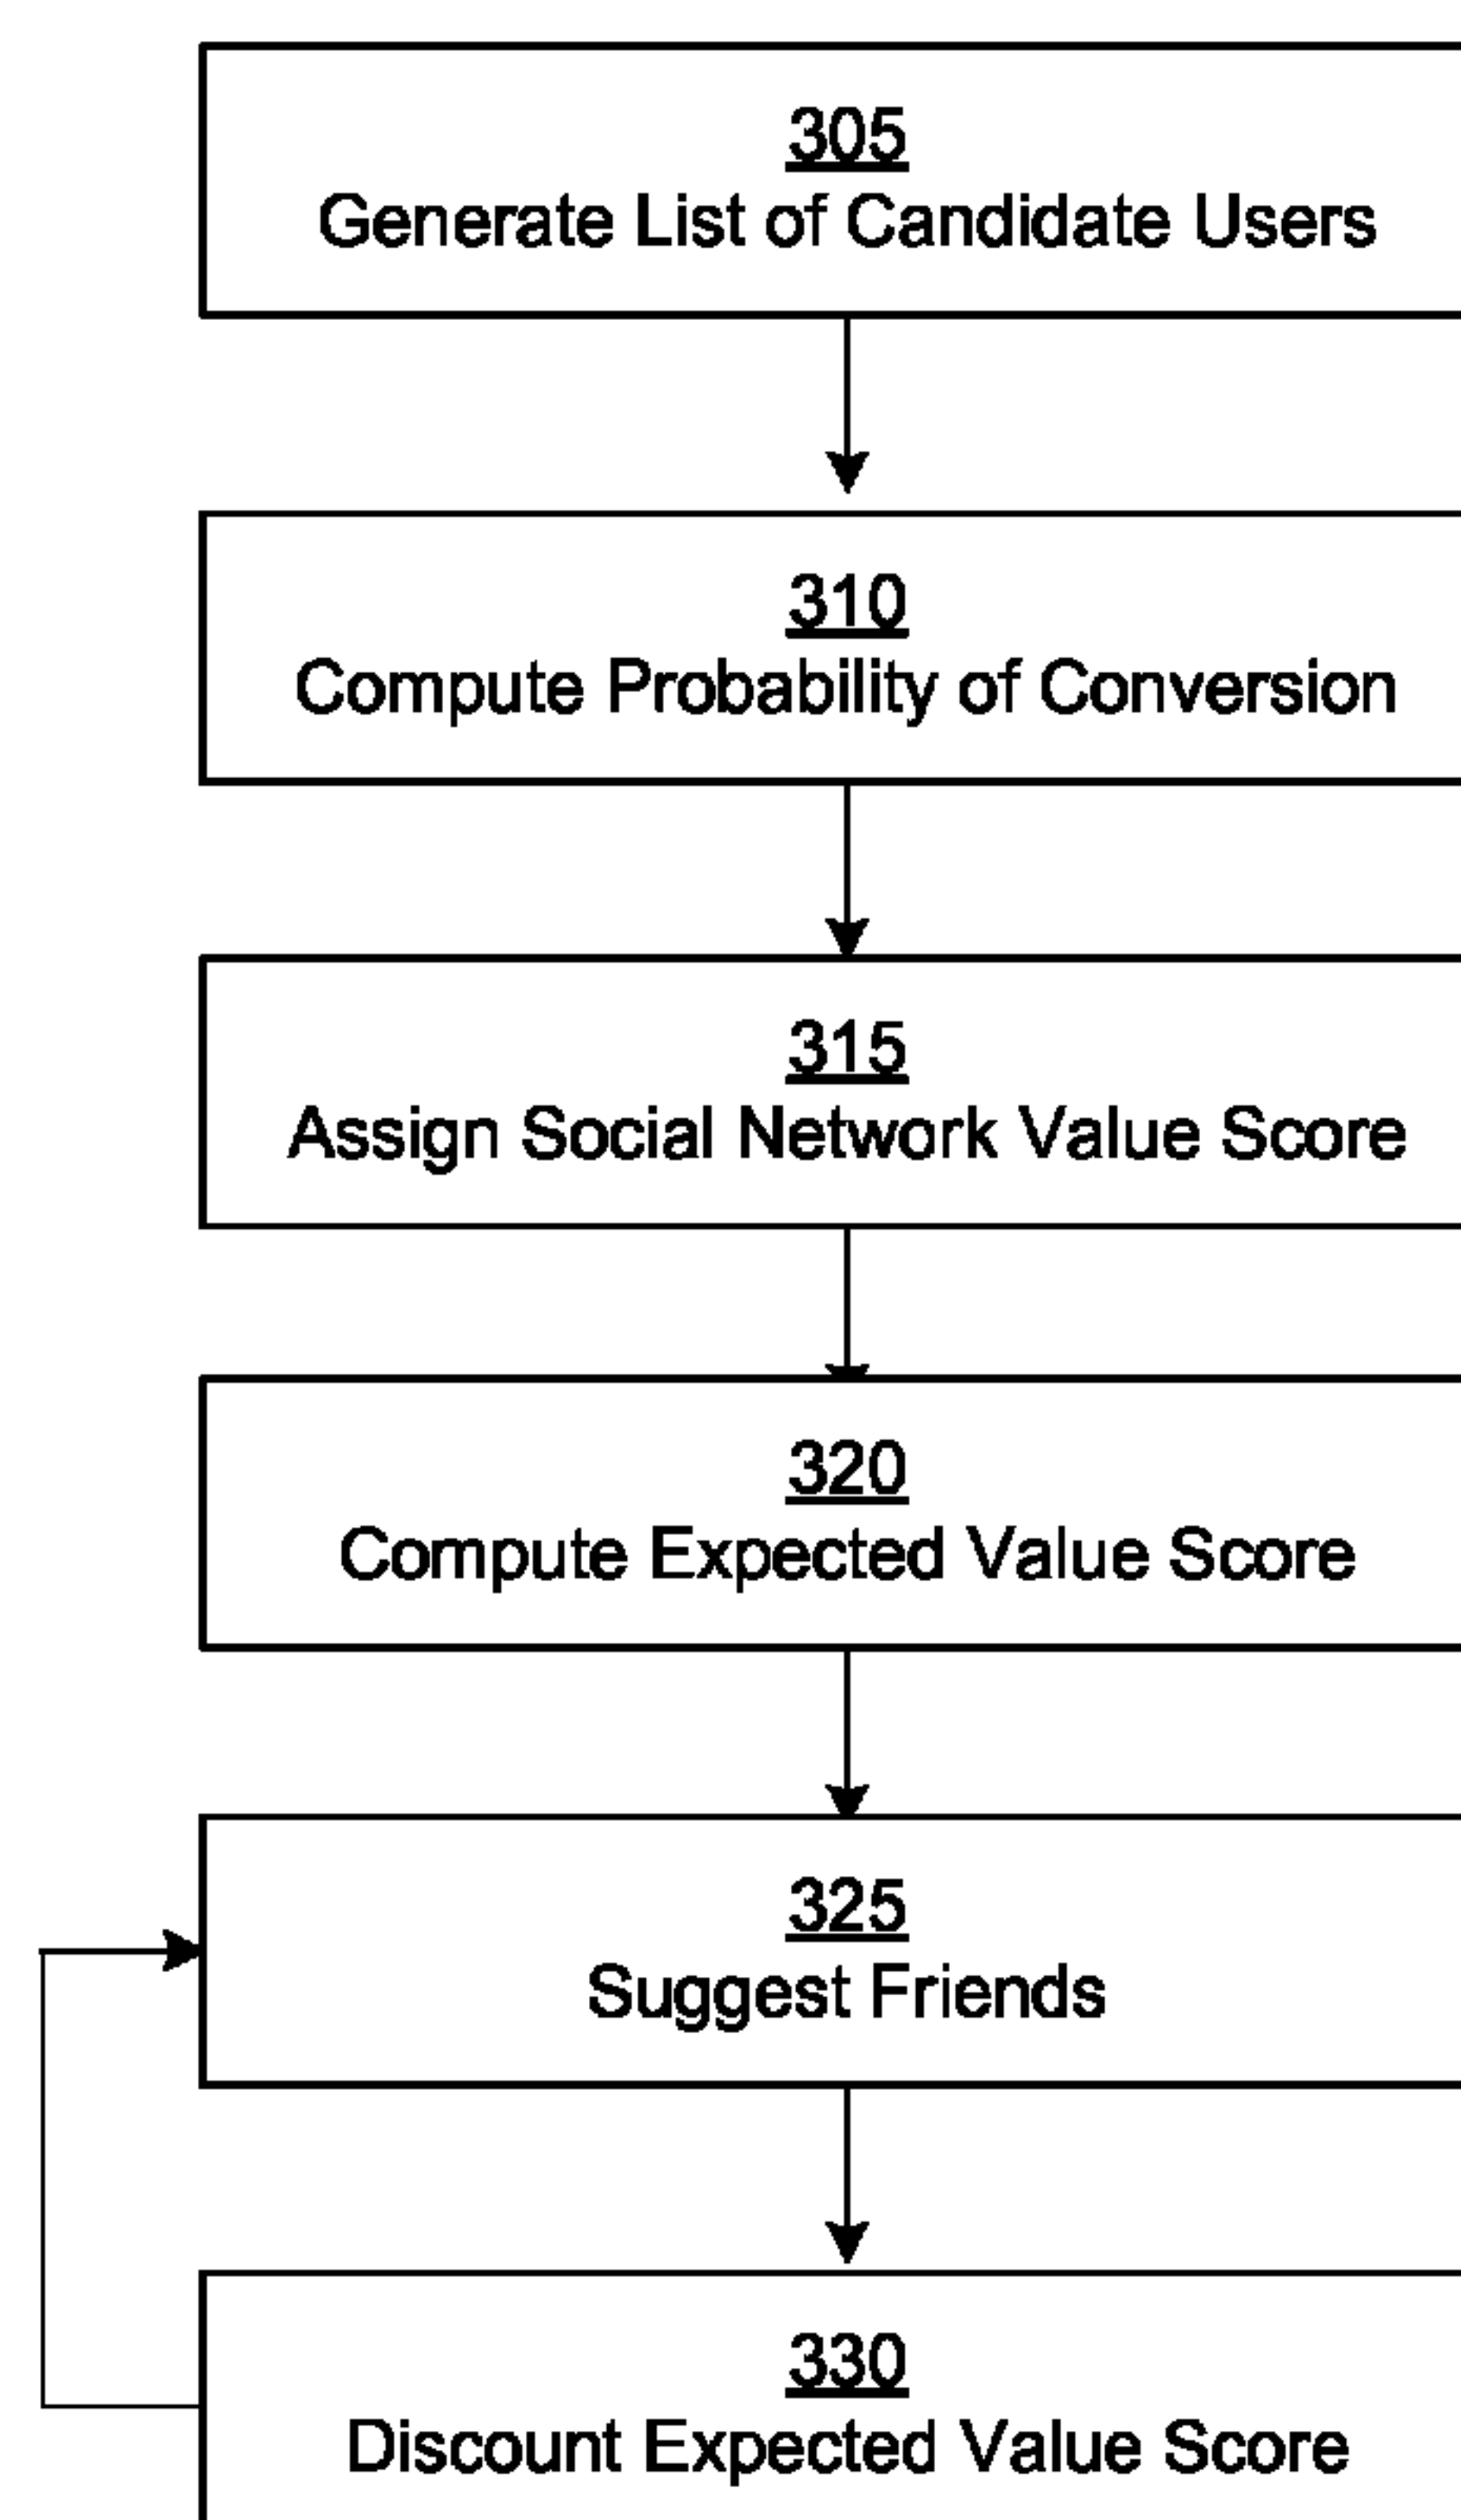 305
Generate List of Candidate Users
310
Compute Probability of Conversion
315
Assign Social Network Value Score
320
Compute Expected Value Score
325
Suggest Friends
330
Discount Expected Value Score